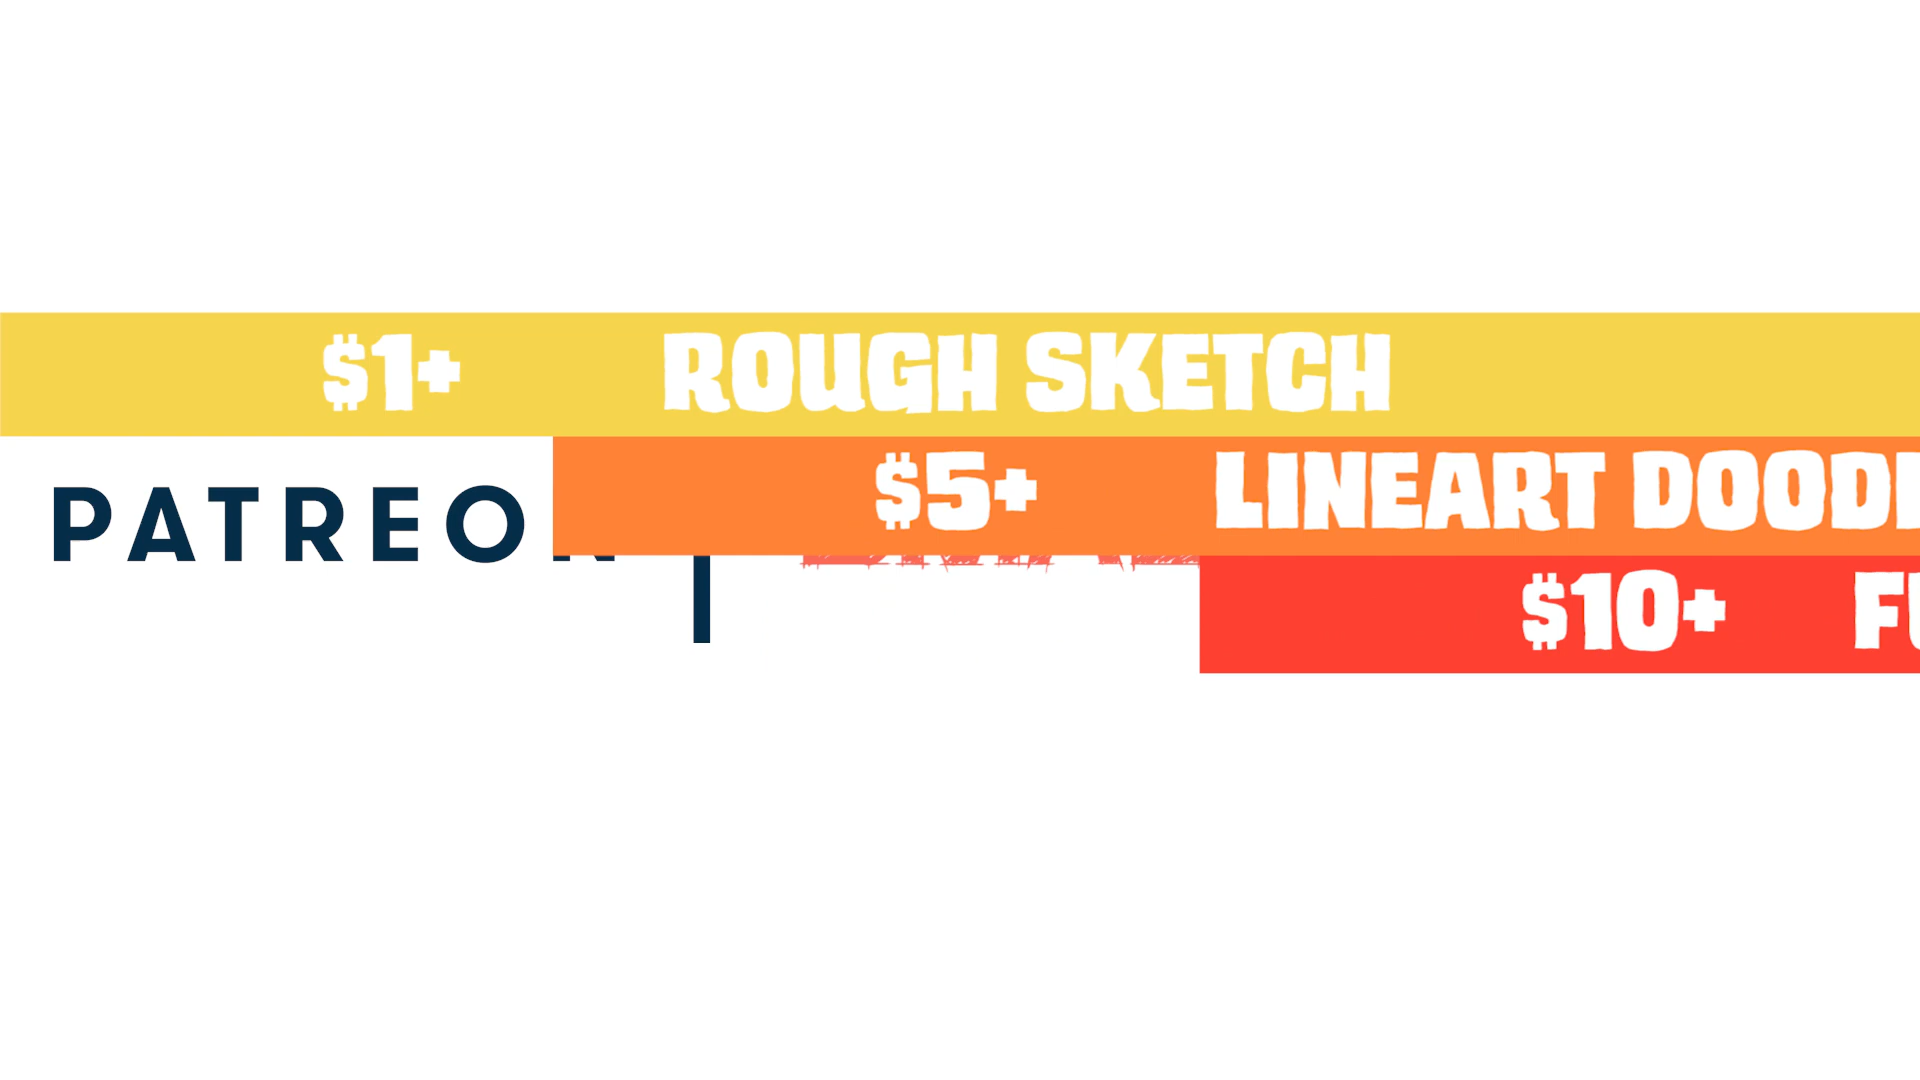 $1+ ROUGH SKETCH
$5+ LINEART
PATREON
$10+